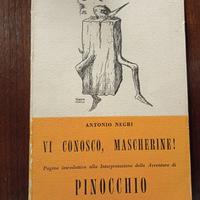 ANTONIO NEGRI
VI CONOSCO, MASCHERINE!
Pagine introduttive alla Interpretazione delle Avventure di
PINOCCHIO